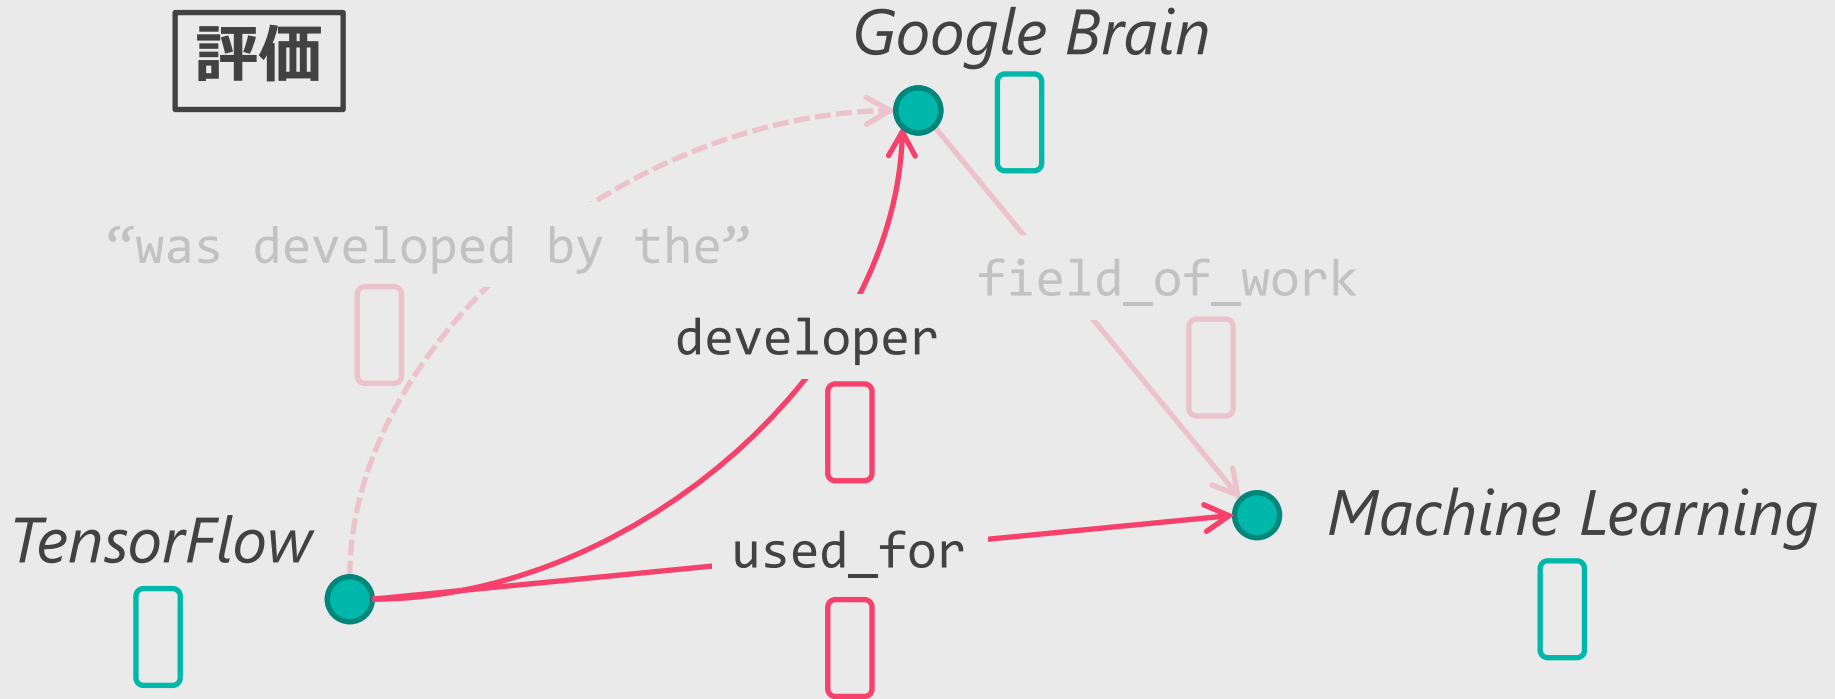 評価
Google Brain
“was developed by the”
field_of_work
developer
TensorFlow
used_for
Machine Learning